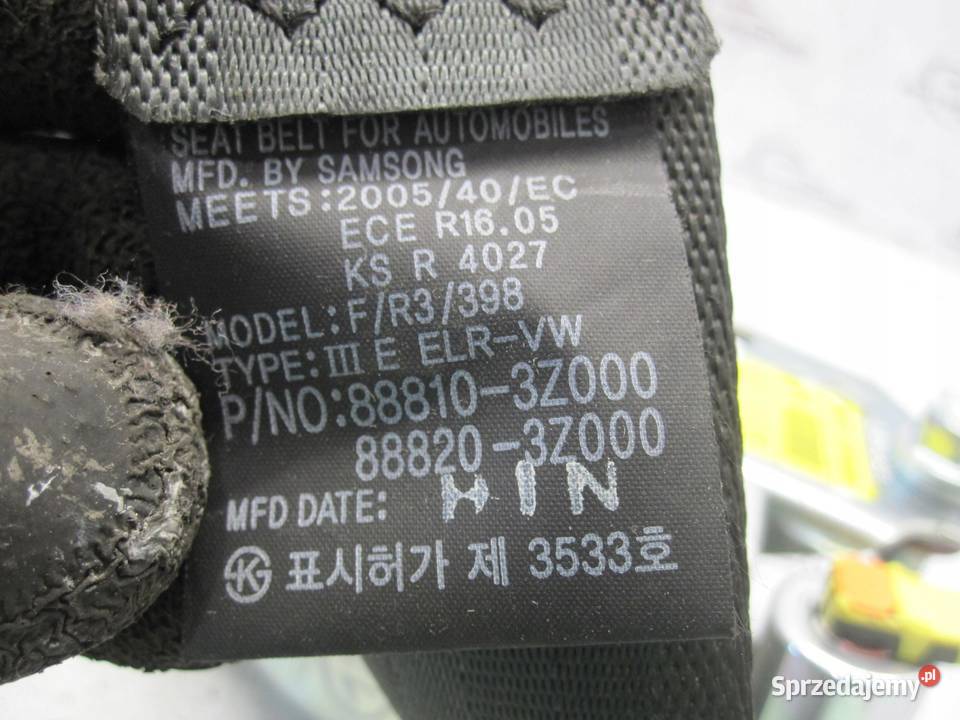 SEAT BELT FOR AUTOMOBILES
MFD. BY SAMSONG
MEETS:2005/40/EC
ECE R16.05
KS R 4027
MODEL:F/R3/398
TYPE:III E ELR-VW
P/NO:88810-3Z000
88820-3Z000
MFD DATE: HIN
표시허가 제 3533호
Sprzedajemy.pl